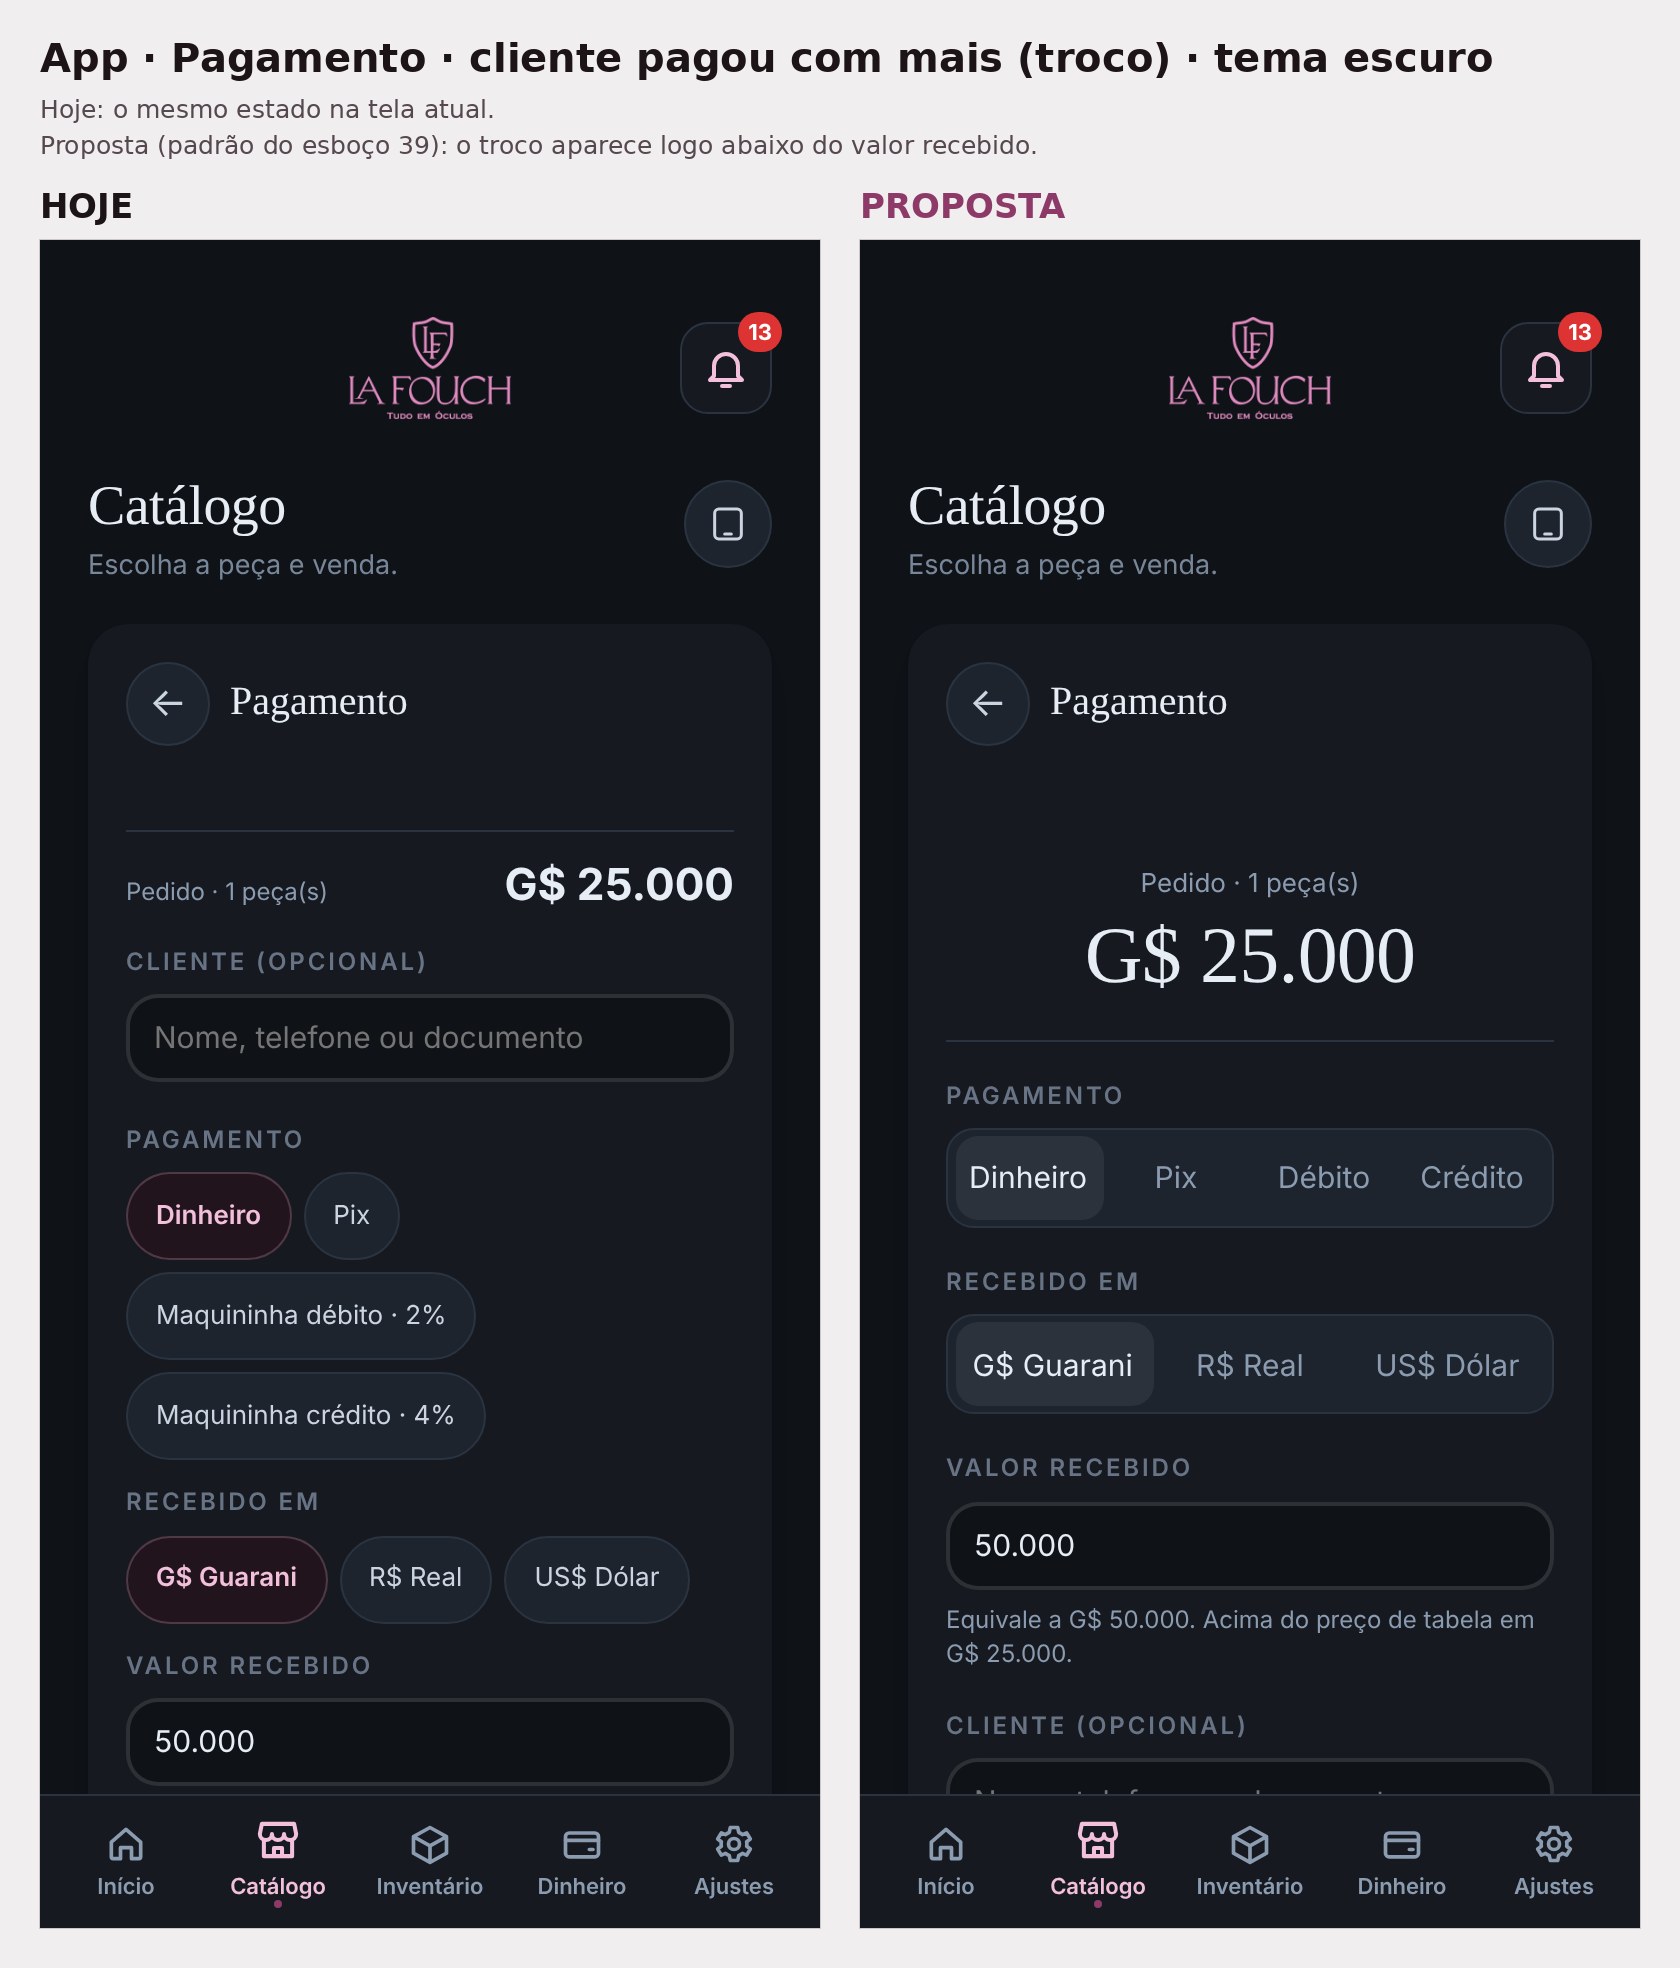 App · Pagamento · cliente pagou com mais (troco) · tema escuro
Hoje: o mesmo estado na tela atual.
Proposta (padrão do esboço 39): o troco aparece logo abaixo do valor recebido.
HOJE
LF
LA FOUCH
TUDO EM ÓCULOS
13
Catálogo
Escolha a peça e venda.
Pagamento
Pedido · 1 peça(s)
G$ 25.000
CLIENTE (OPCIONAL)
Nome, telefone ou documento
PAGAMENTO
Dinheiro
Pix
Maquininha débito · 2%
Maquininha crédito · 4%
RECEBIDO EM
G$ Guarani
R$ Real
US$ Dólar
VALOR RECEBIDO
50.000
Início
Catálogo
Inventário
Dinheiro
Ajustes
PROPOSTA
LF
LA FOUCH
TUDO EM ÓCULOS
13
Catálogo
Escolha a peça e venda.
Pagamento
Pedido · 1 peça(s)
G$ 25.000
PAGAMENTO
Dinheiro
Pix
Débito
Crédito
RECEBIDO EM
G$ Guarani
R$ Real
US$ Dólar
VALOR RECEBIDO
50.000
Equivale a G$ 50.000. Acima do preço de tabela em
G$ 25.000.
CLIENTE (OPCIONAL)
Início
Catálogo
Inventário
Dinheiro
Ajustes